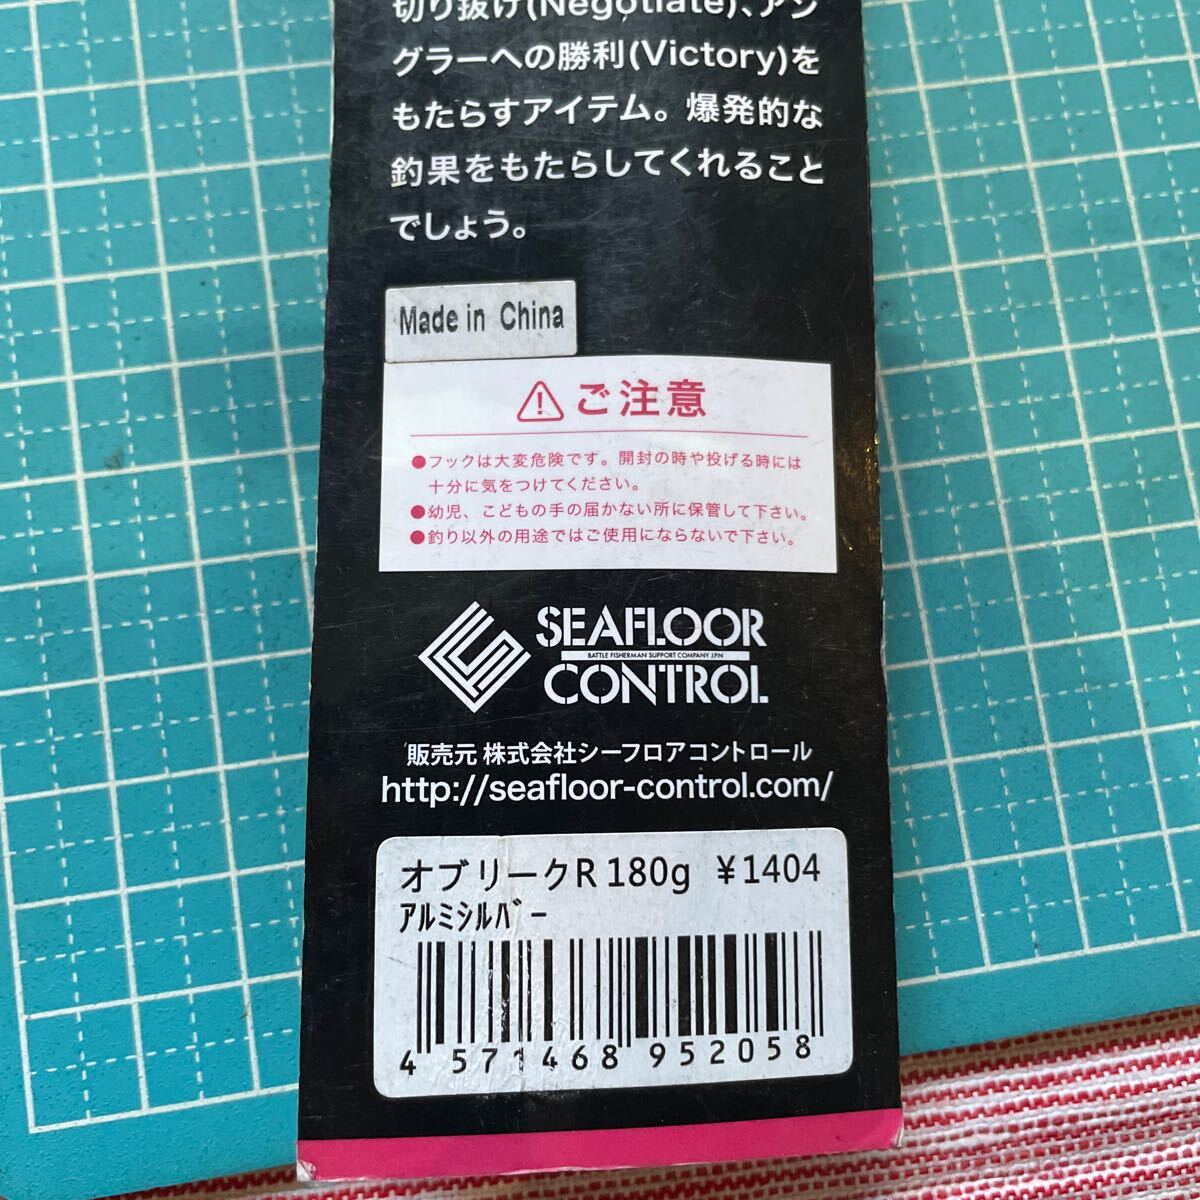 切り抜け(Negotiate)、アン
グラーへの勝利(Victory)を
もたらすアイテム。爆発的な
釣果をもたらしてくれること
でしょう。
Made in China
ご注意
●フックは大変危険です。開封の時や投げる時には
十分に気をつけてください。
●幼児、こどもの手の届かない所に保管して下さい。
●釣り以外の用途ではご使用にならないで下さい。
SEAFLOOR
BATTLE FISHERMAN SUPPORT COMPANY JPN
CONTROL
販売元 株式会社シーフロアコントロール
http://seafloor-control.com/
オブリークR 180g ¥1404
ｱﾙﾐｼﾙﾊﾞｰ
4 571468 952058